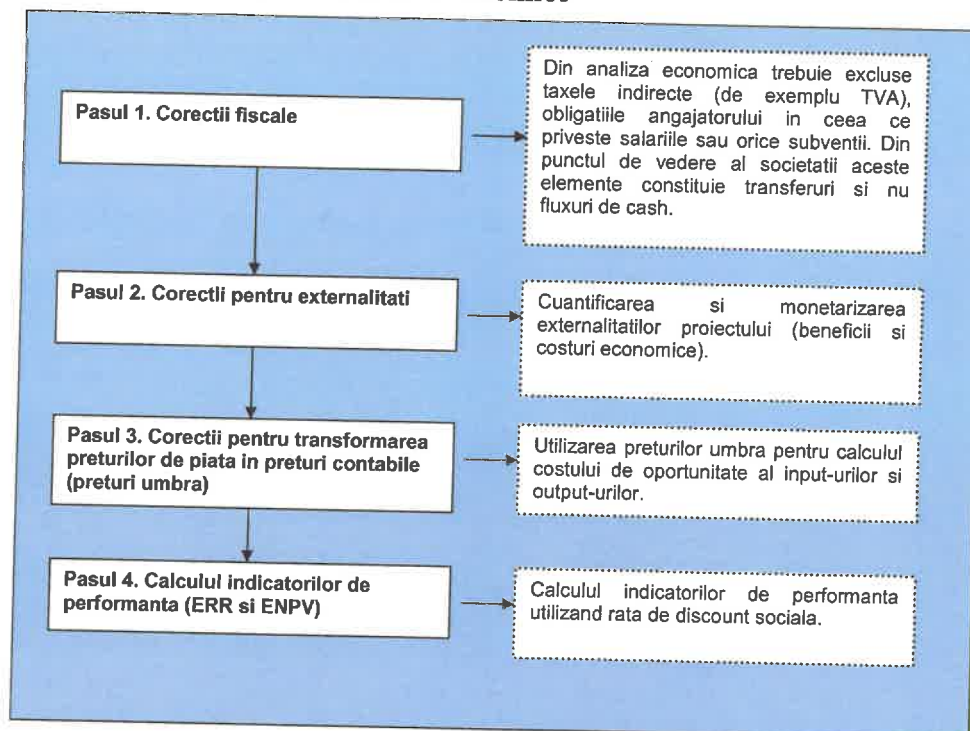 Pasul 1. Corectii fiscale
Din analiza economica trebuie excluse
taxele indirecte (de exemplu TVA),
obligatiile angajatorului in ceea ce
priveste salariile sau orice subventii. Din
punctul de vedere al societatii aceste
elemente constituie transferuri si nu
fluxuri de cash.
Pasul 2. Corectii pentru externalitati
Cuantificarea si monetarizarea
externalitatilor proiectului (beneficii si
costuri economice).
Pasul 3. Corectii pentru transformarea
preturilor de piata in preturi contabile
(preturi umbra)
Utilizarea preturilor umbra pentru calculul
costului de oportunitate al input-urilor si
output-urilor.
Pasul 4. Calculul indicatorilor de
performanta (ERR si ENPV)
Calculul indicatorilor de performanta
utilizand rata de discount sociala.